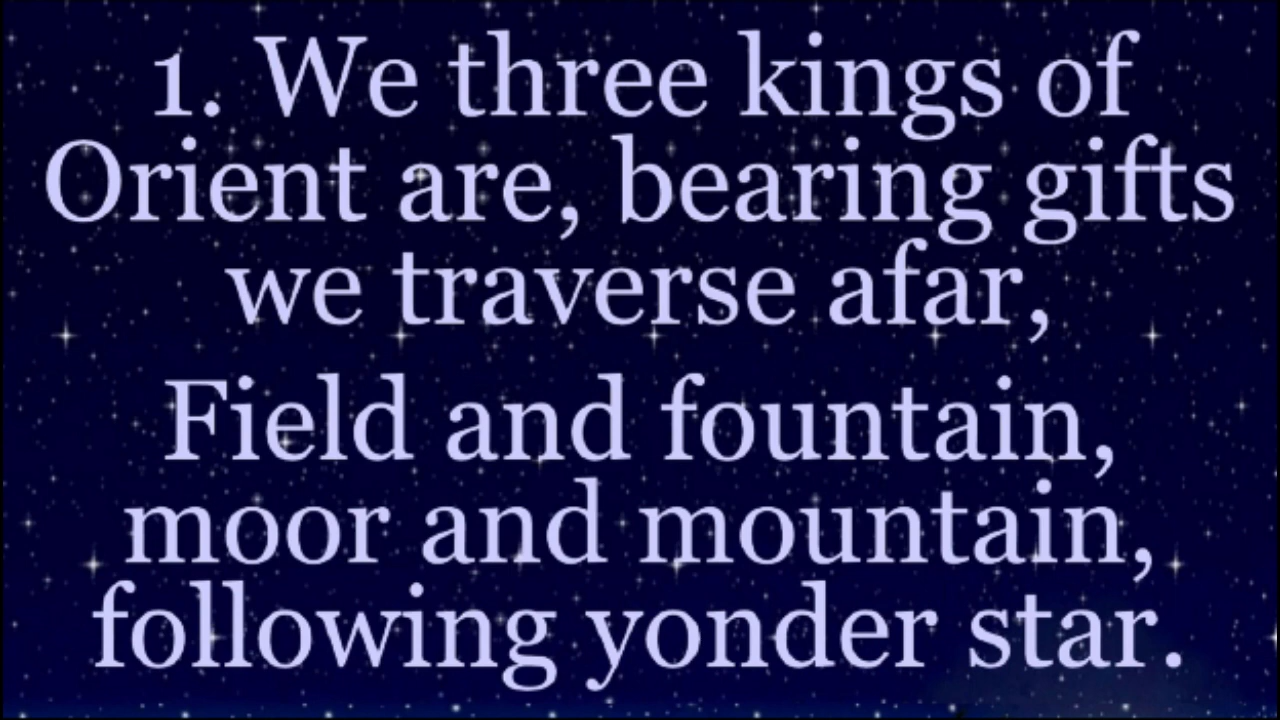 1. We three kings of
Orient are, bearing gifts
we traverse afar,
Field and fountain,
moor and mountain,
following yonder star.